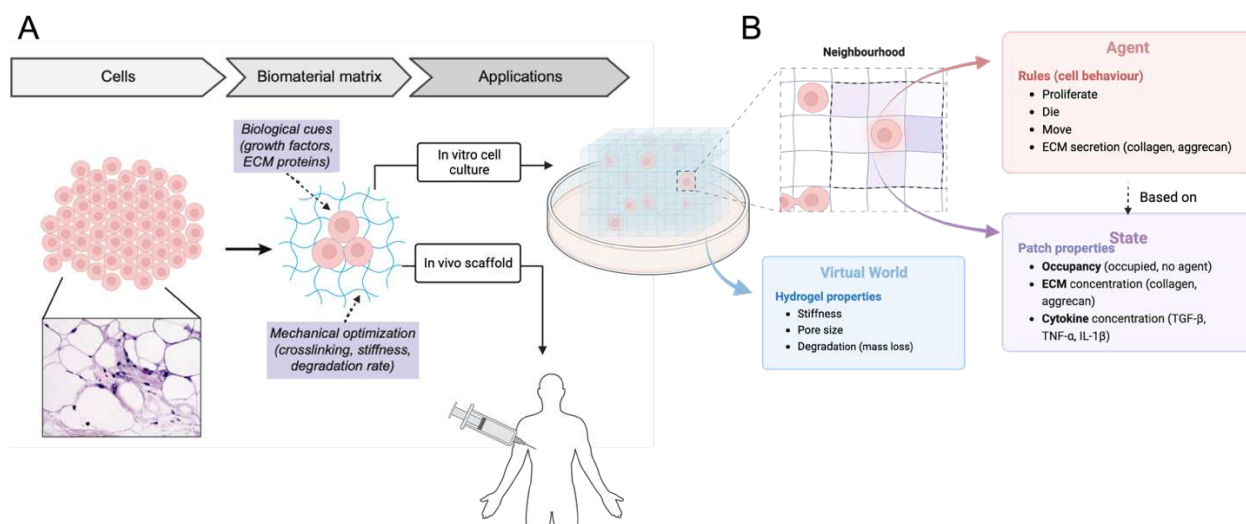 A
Cells
Biomaterial matrix
Applications
Biological cues
(growth factors,
ECM proteins)
In vitro cell
culture
In vivo scaffold
Mechanical optimization
(crosslinking, stiffness,
degradation rate)
B
Neighbourhood
Agent
Rules (cell behaviour)
• Proliferate
• Die
• Move
• ECM secretion (collagen, aggrecan)
Based on
State
Patch properties
• Occupancy (occupied, no agent)
• ECM concentration (collagen,
aggrecan)
• Cytokine concentration (TGF-β,
TNF-α, IL-1β)
Virtual World
Hydrogel properties
• Stiffness
• Pore size
• Degradation (mass loss)